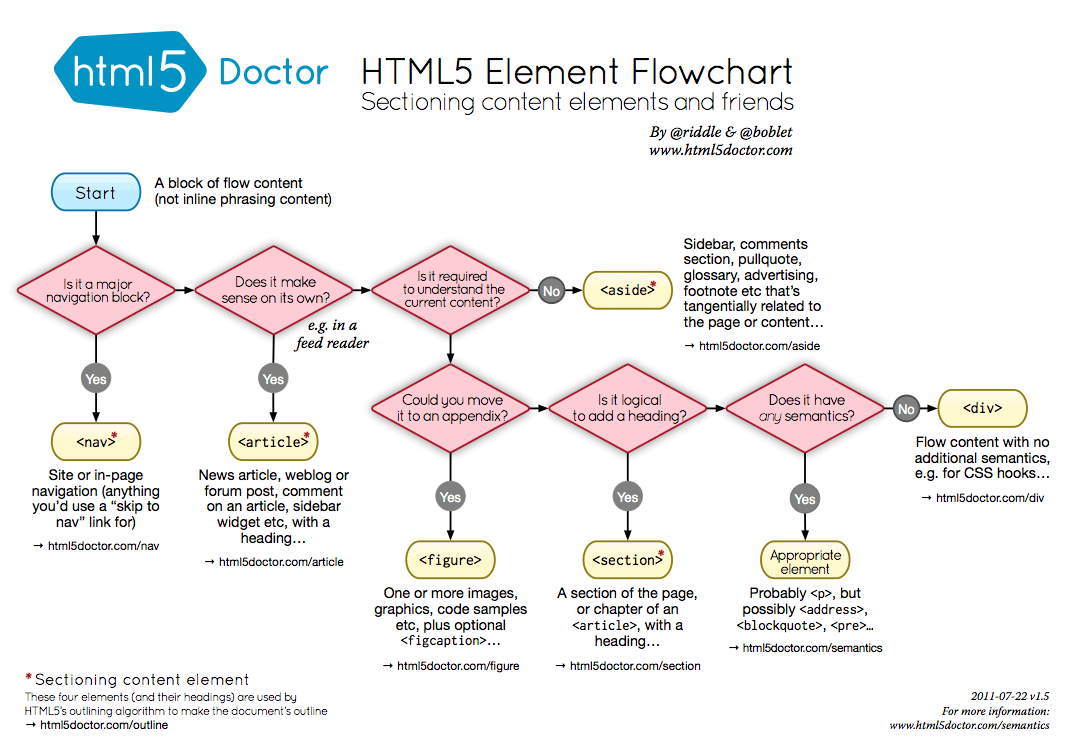 html5 Doctor
HTML5 Element Flowchart
Sectioning content elements and friends
By @riddle & @boblet
www.html5doctor.com
Start
A block of flow content
(not inline phrasing content)
Is it a major
navigation block?
Does it make
sense on its own?
e.g. in a
feed reader
Is it required
to understand the
current content?
No
<aside>*
Sidebar, comments
section, pullquote,
glossary, advertising,
footnote etc that's
tangentially related to
the page or content…
→ html5doctor.com/aside
Yes
<nav>*
Site or in-page
navigation (anything
you'd use a “skip to
nav” link for)
→ html5doctor.com/nav
Yes
<article>*
News article, weblog or
forum post, comment
on an article, sidebar
widget etc, with a
heading…
→ html5doctor.com/article
Could you move
it to an appendix?
Is it logical
to add a heading?
Does it have
any semantics?
No
<div>
Flow content with no
additional semantics,
e.g. for CSS hooks…
→ html5doctor.com/div
Yes
<figure>
One or more images,
graphics, code samples
etc, plus optional
<figcaption>…
→ html5doctor.com/figure
Yes
<section>*
A section of the page,
or chapter of an
<article>, with a
heading…
→ html5doctor.com/section
Yes
Appropriate
element
Probably <p>, but
possibly <address>,
<blockquote>, <pre>…
→ html5doctor.com/semantics
* Sectioning content element
These four elements (and their headings) are used by
HTML5's outlining algorithm to make the document's outline
→ html5doctor.com/outline
2011-07-22 v1.5
For more information:
www.html5doctor.com/semantics